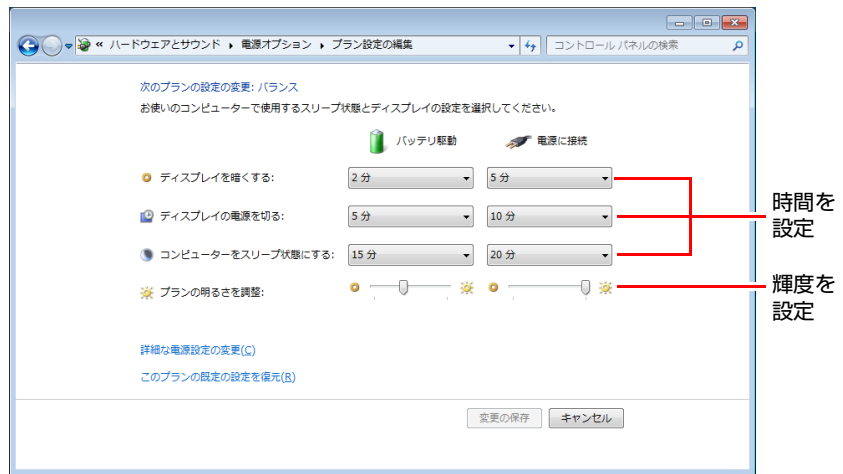 « ハードウェアとサウンド ▸ 電源オプション ▸ プラン設定の編集
コントロール パネルの検索
次のプランの設定の変更: バランス
お使いのコンピューターで使用するスリープ状態とディスプレイの設定を選択してください。
バッテリ駆動 電源に接続
ディスプレイを暗くする: 2 分 5 分
ディスプレイの電源を切る: 5 分 10 分
コンピューターをスリープ状態にする: 15 分 20 分
プランの明るさを調整:
時間を
設定
輝度を
設定
詳細な電源設定の変更(C)
このプランの既定の設定を復元(R)
変更の保存 キャンセル